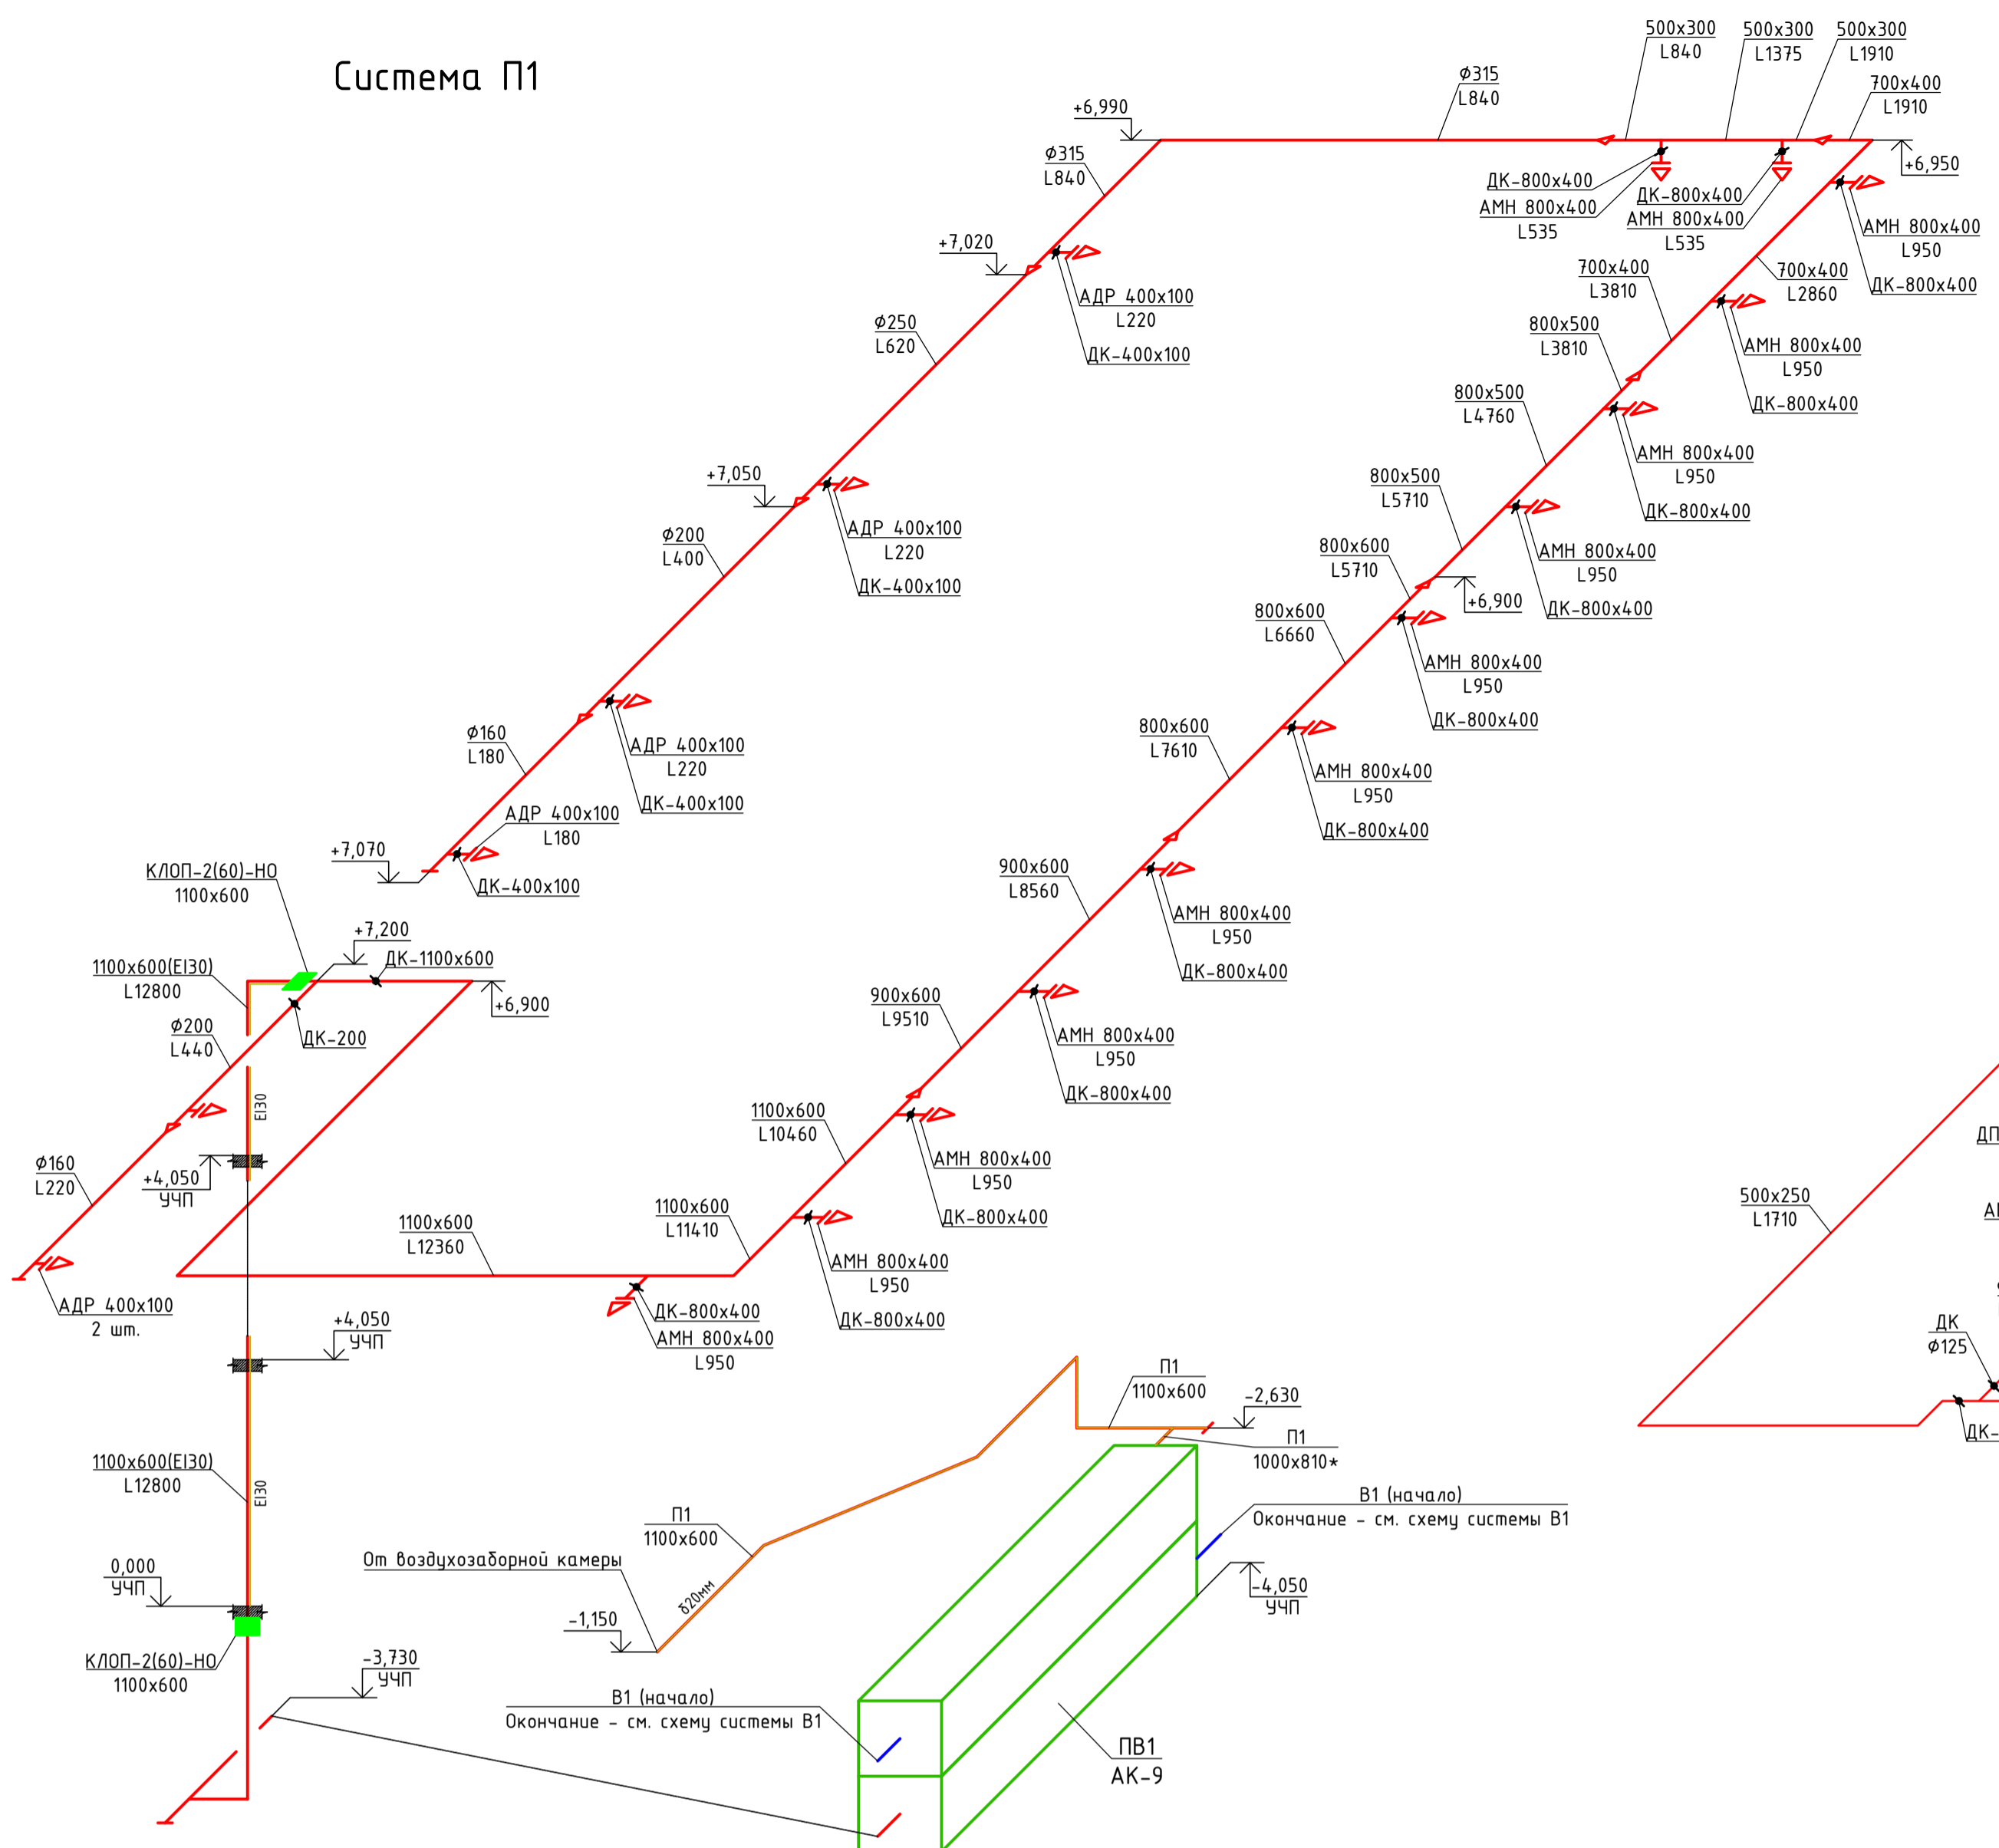 Система П1
500x300
L840
500x300
L1375
500x300
L1910
700x400
L1910
Ø315
L840
+6,990
+6,950
Ø315
L840
ДК-800x400
АМН 800x400
L535
ДК-800x400
АМН 800x400
L535
АМН 800x400
L950
ДК-800x400
+7,020
АДР 400x100
L220
ДК-400x100
700x400
L3810
700x400
L2860
Ø250
L620
800x500
L3810
АМН 800x400
L950
ДК-800x400
800x500
L4760
АМН 800x400
L950
ДК-800x400
+7,050
АДР 400x100
L220
ДК-400x100
800x500
L5710
Ø200
L400
800x600
L5710
АМН 800x400
L950
ДК-800x400
+6,900
800x600
L6660
АМН 800x400
L950
ДК-800x400
Ø160
L180
АДР 400x100
L220
ДК-400x100
800x600
L7610
АМН 800x400
L950
ДК-800x400
АДР 400x100
L180
ДК-400x100
+7,070
КЛОП-2(60)-НО
1100x600
900x600
L8560
АМН 800x400
L950
ДК-800x400
+7,200
ДК-1100x600
1100x600(EI30)
L12800
+6,900
Ø200
L440
ДК-200
900x600
L9510
АМН 800x400
L950
ДК-800x400
EI30
1100x600
L10460
АМН 800x400
L950
ДК-800x400
Ø160
L220
+4,050
УЧП
500x250
L1710
1100x600
L12360
1100x600
L11410
АМН 800x400
L950
ДК-800x400
АДР 400x100
2 шт.
ДК-800x400
АМН 800x400
L950
+4,050
УЧП
ДП
ДК
Ø125
ДК-
П1
1100x600
-2,630
П1
1000x810*
1100x600(EI30)
L12800
EI30
В1 (начало)
Окончание - см. схему системы В1
П1
1100x600
От воздухозаборной камеры
δ20мм
-1,150
0,000
УЧП
-4,050
УЧП
КЛОП-2(60)-НО
1100x600
-3,730
УЧП
В1 (начало)
Окончание - см. схему системы В1
ПВ1
АК-9